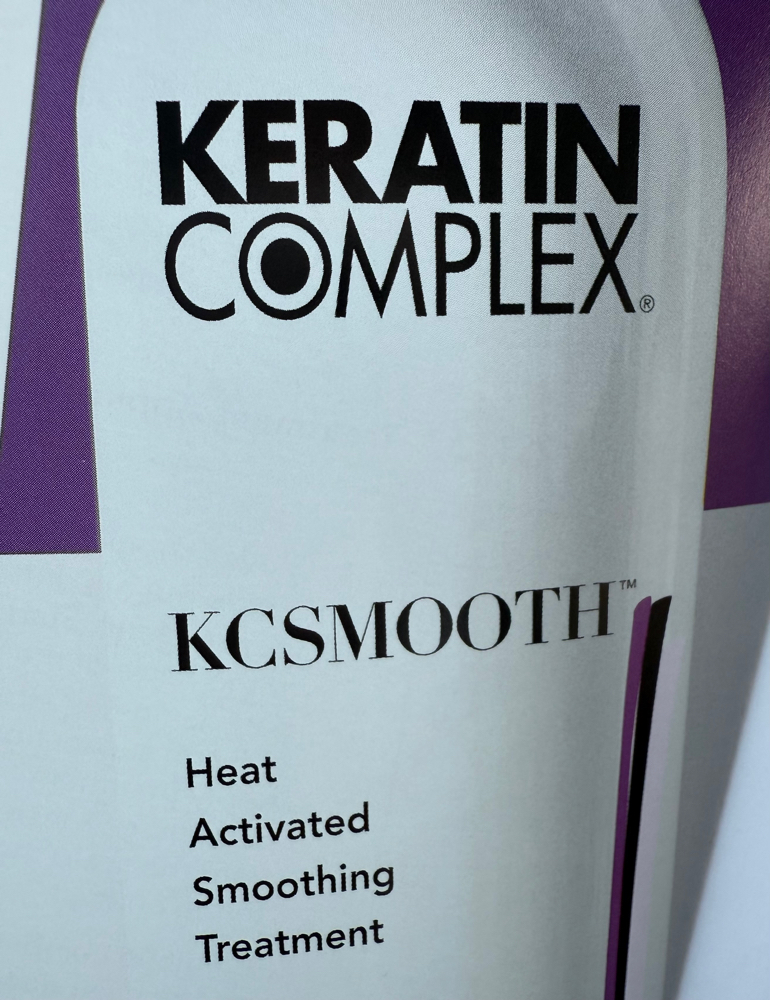 KERATIN
COMPLEX®
KCSMOOTH™
Heat
Activated
Smoothing
Treatment